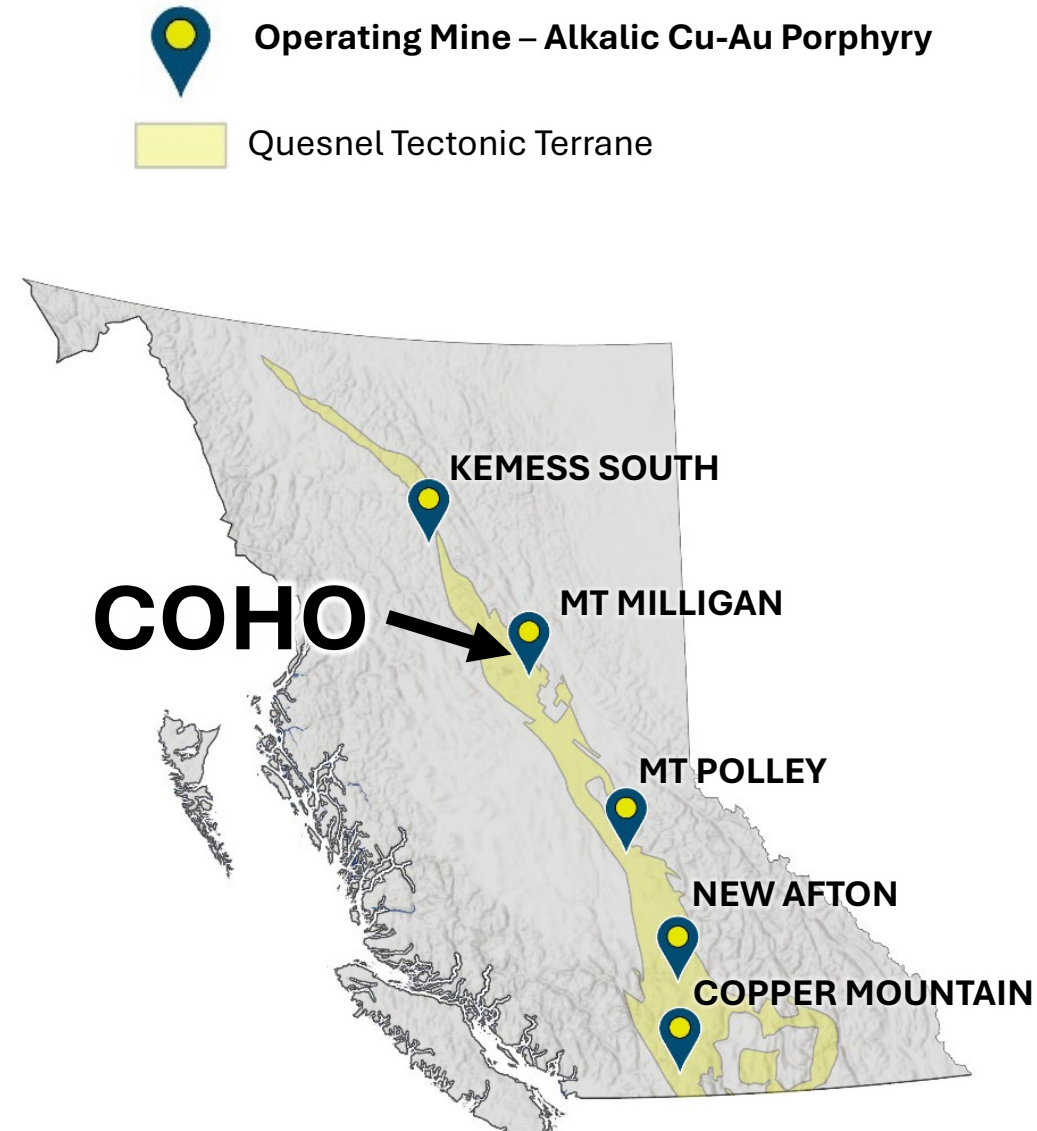 Operating Mine – Alkalic Cu-Au Porphyry
Quesnel Tectonic Terrane
KEMESS SOUTH
COHO
MT MILLIGAN
MT POLLEY
NEW AFTON
COPPER MOUNTAIN